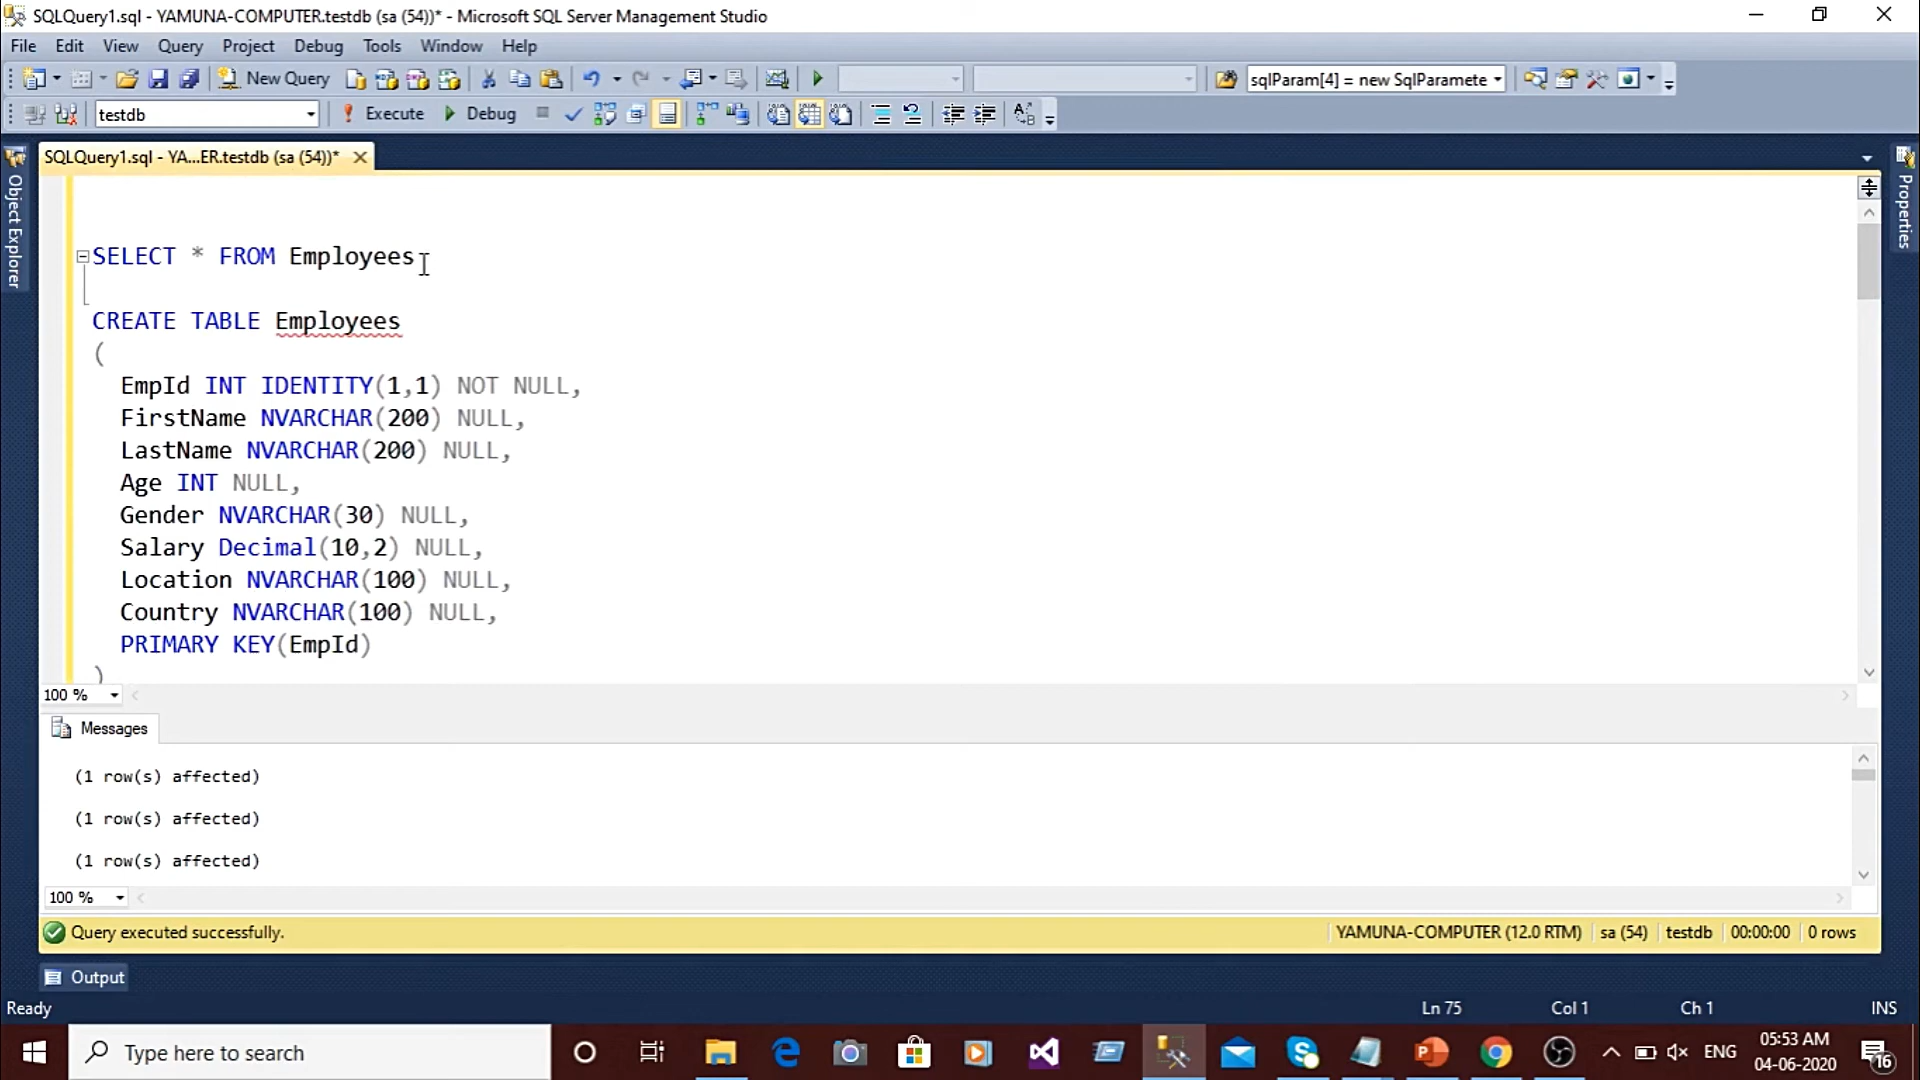 SQLQuery1.sql - YAMUNA-COMPUTER.testdb (sa (54))* - Microsoft SQL Server Management Studio
File Edit View Query Project Debug Tools Window Help
New Query sqlParam[4] = new SqlParamete
testdb Execute Debug
SQLQuery1.sql - YA...ER.testdb (sa (54))*
Object Explorer
Properties
SELECT * FROM Employees
CREATE TABLE Employees
(
EmpId INT IDENTITY(1,1) NOT NULL,
FirstName NVARCHAR(200) NULL,
LastName NVARCHAR(200) NULL,
Age INT NULL,
Gender NVARCHAR(30) NULL,
Salary Decimal(10,2) NULL,
Location NVARCHAR(100) NULL,
Country NVARCHAR(100) NULL,
PRIMARY KEY(EmpId)
)
100 %
Messages
(1 row(s) affected)
(1 row(s) affected)
(1 row(s) affected)
100 %
Query executed successfully. YAMUNA-COMPUTER (12.0 RTM) sa (54) testdb 00:00:00 0 rows
Output
Ready Ln 75 Col 1 Ch 1 INS
Type here to search ENG 05:53 AM
04-06-2020 16